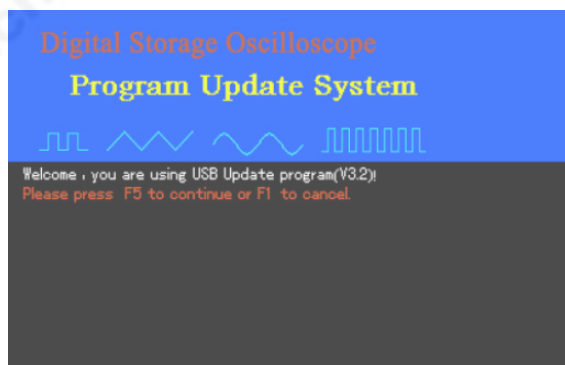 Digital Storage Oscilloscope
Program Update System
Welcome , you are using USB Update program(V3.2)!
Please press F5 to continue or F1 to cancel.